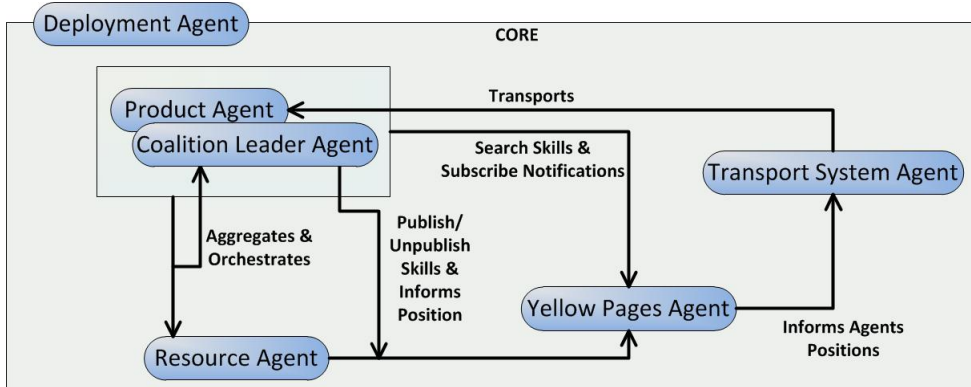 Deployment Agent
CORE
Transports
Product Agent
Coalition Leader Agent
Search Skills &
Subscribe Notifications
Transport System Agent
Aggregates &
Orchestrates
Publish/
Unpublish
Skills &
Informs
Position
Yellow Pages Agent
Informs Agents
Positions
Resource Agent